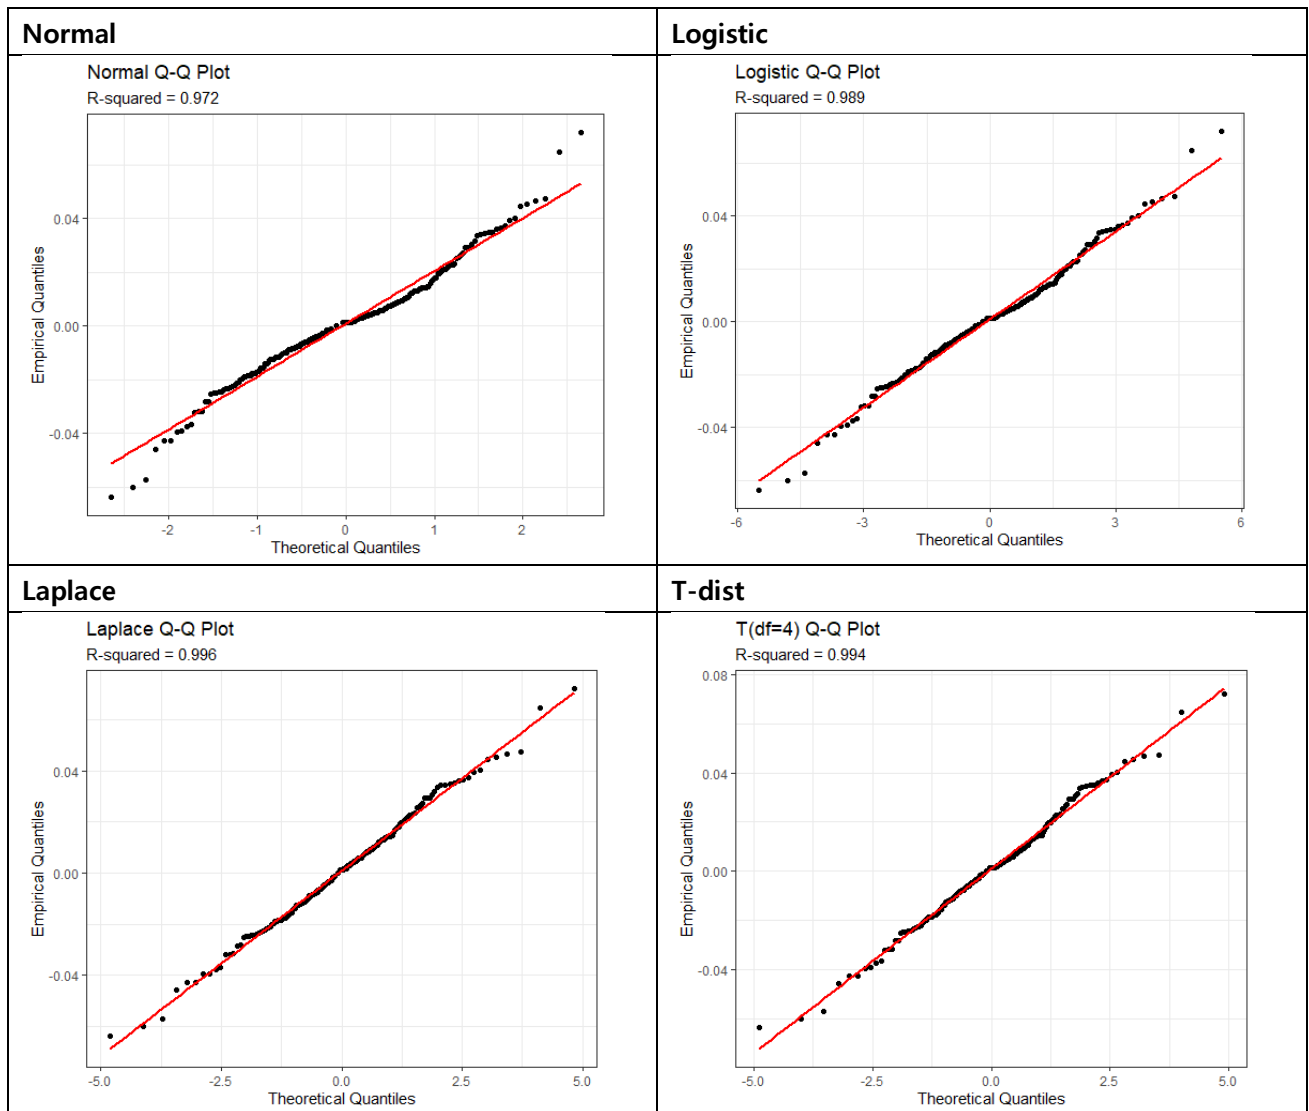 Normal
Logistic
Normal Q-Q Plot
R-squared = 0.972
0.04
0.00
-0.04
Empirical Quantiles
-2
-1
0
1
2
Theoretical Quantiles
Logistic Q-Q Plot
R-squared = 0.989
0.04
0.00
-0.04
Empirical Quantiles
-6
-3
0
3
6
Theoretical Quantiles
Laplace
T-dist
Laplace Q-Q Plot
R-squared = 0.996
0.04
0.00
-0.04
Empirical Quantiles
-5.0
-2.5
0.0
2.5
5.0
Theoretical Quantiles
T(df=4) Q-Q Plot
R-squared = 0.994
0.08
0.04
0.00
-0.04
Empirical Quantiles
-5.0
-2.5
0.0
2.5
5.0
Theoretical Quantiles